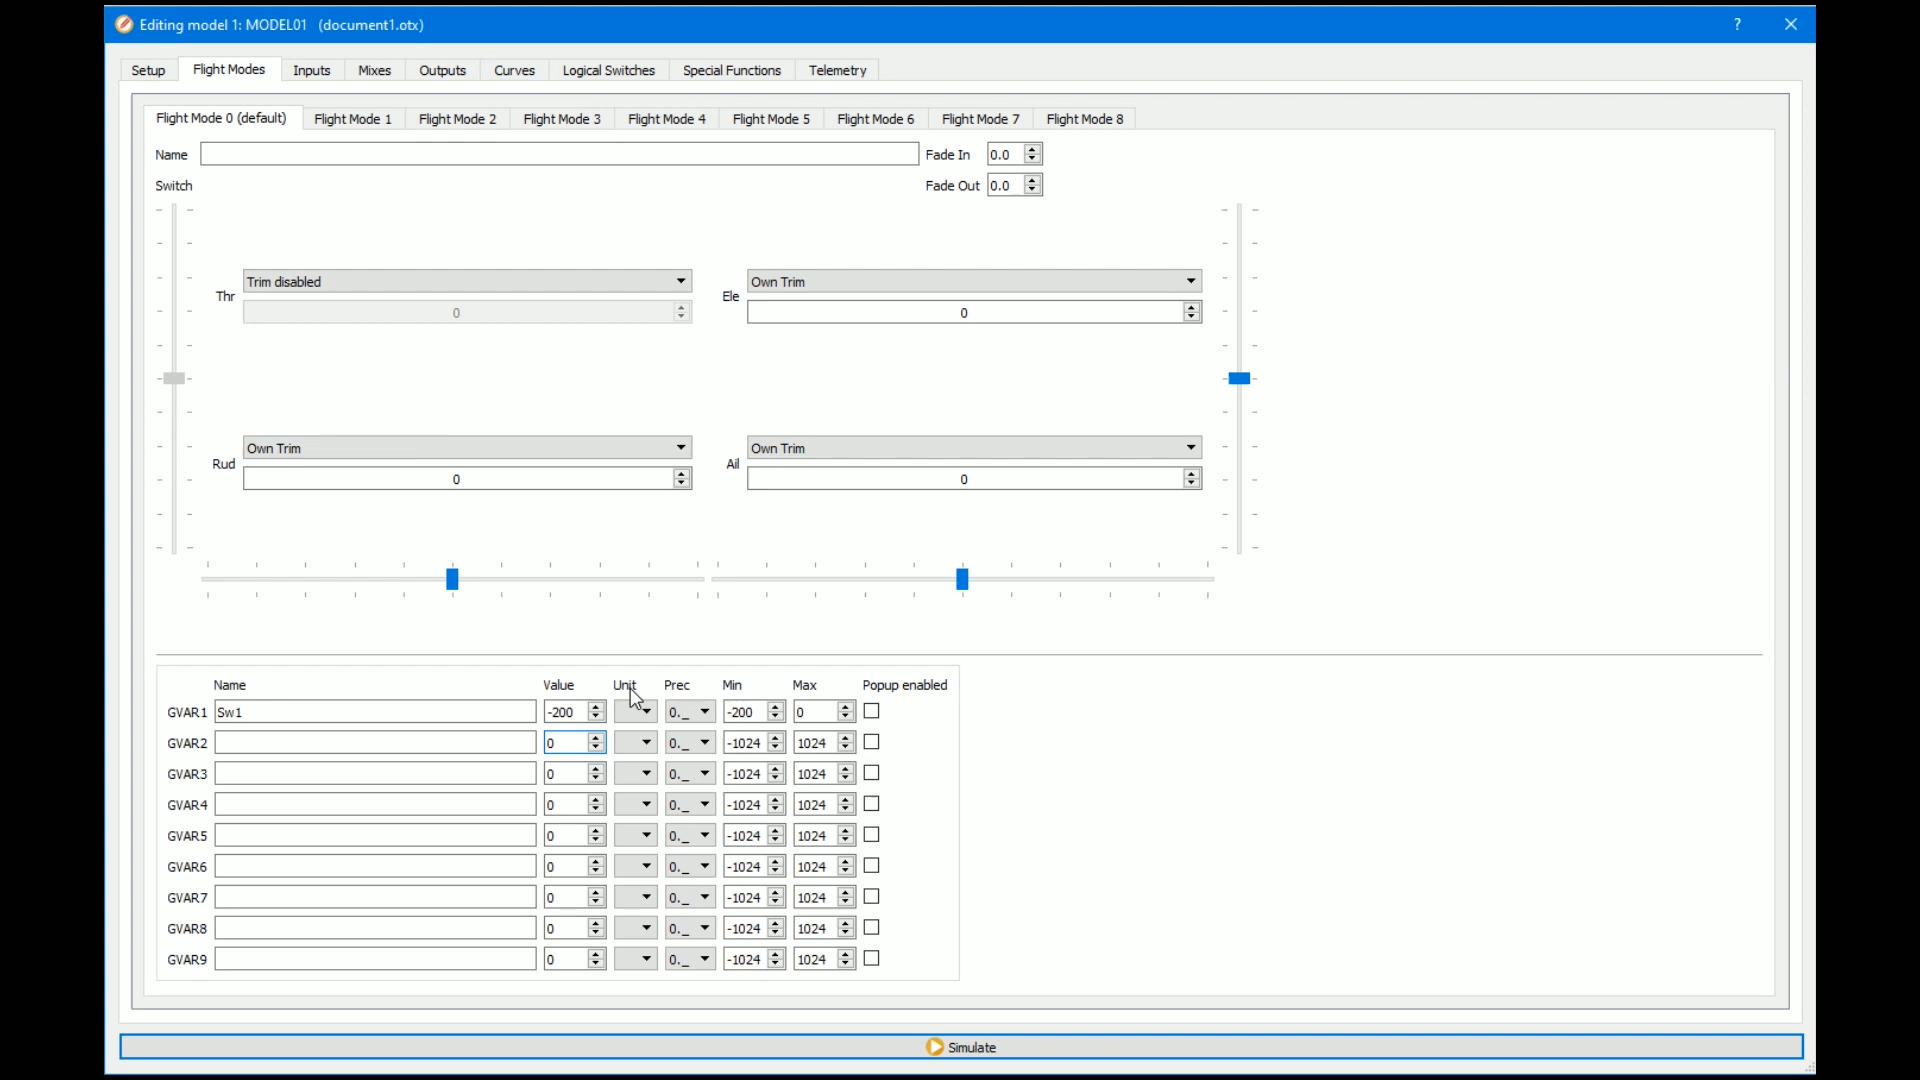 Editing model 1: MODEL01   (document1.otx) ?
Setup Flight Modes Inputs Mixes Outputs Curves Logical Switches Special Functions Telemetry
Flight Mode 0 (default) Flight Mode 1 Flight Mode 2 Flight Mode 3 Flight Mode 4 Flight Mode 5 Flight Mode 6 Flight Mode 7 Flight Mode 8
Name Fade In 0.0
Switch Fade Out 0.0
Trim disabled Own Trim
Thr Ele
0 0
Own Trim Own Trim
Rud Ail
0 0
Name Value Unit Prec Min Max Popup enabled
GVAR1 Sw1 -200 0._ -200 0
GVAR2 0 0._ -1024 1024
GVAR3 0 0._ -1024 1024
GVAR4 0 0._ -1024 1024
GVAR5 0 0._ -1024 1024
GVAR6 0 0._ -1024 1024
GVAR7 0 0._ -1024 1024
GVAR8 0 0._ -1024 1024
GVAR9 0 0._ -1024 1024
Simulate